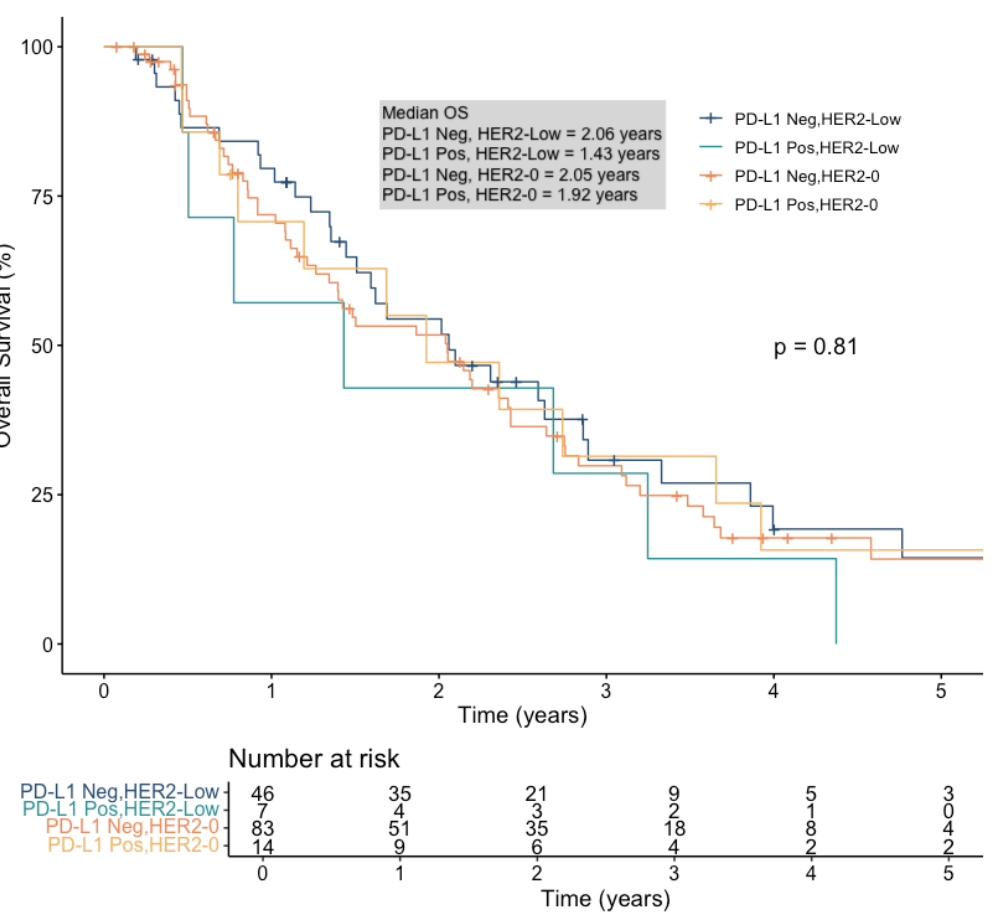 100
75
50
25
0
Overall Survival (%)
Median OS
PD-L1 Neg, HER2-Low = 2.06 years
PD-L1 Pos, HER2-Low = 1.43 years
PD-L1 Neg, HER2-0 = 2.05 years
PD-L1 Pos, HER2-0 = 1.92 years
PD-L1 Neg,HER2-Low
PD-L1 Pos,HER2-Low
PD-L1 Neg,HER2-0
PD-L1 Pos,HER2-0
p = 0.81
0 1 2 3 4 5
Time (years)
Number at risk
PD-L1 Neg,HER2-Low 46 35 21 9 5 3
PD-L1 Pos,HER2-Low 7 4 3 2 1 0
PD-L1 Neg,HER2-0 83 51 35 18 8 4
PD-L1 Pos,HER2-0 14 9 6 4 2 2
0 1 2 3 4 5
Time (years)